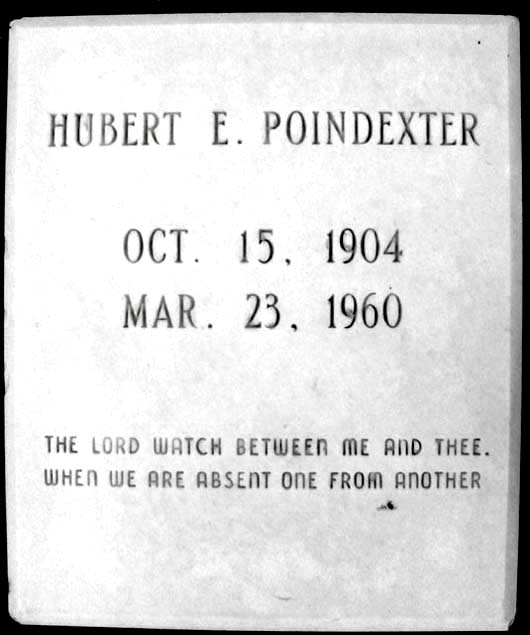 HUBERT E. POINDEXTER
OCT. 15, 1904
MAR. 23, 1960
THE LORD WATCH BETWEEN ME AND THEE.
WHEN WE ARE ABSENT ONE FROM ANOTHER